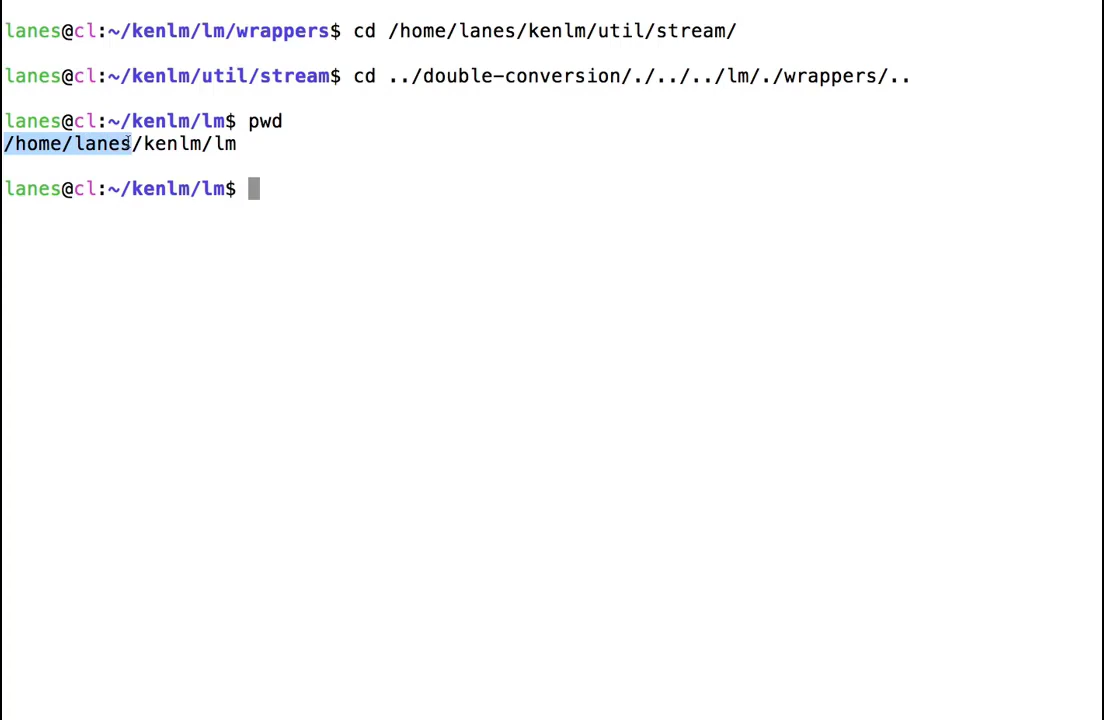 lanes@cl:~/kenlm/lm/wrappers$ cd /home/lanes/kenlm/util/stream/
lanes@cl:~/kenlm/util/stream$ cd ../double-conversion/./../../lm/./wrappers/..
lanes@cl:~/kenlm/lm$ pwd
/home/lanes/kenlm/lm
lanes@cl:~/kenlm/lm$